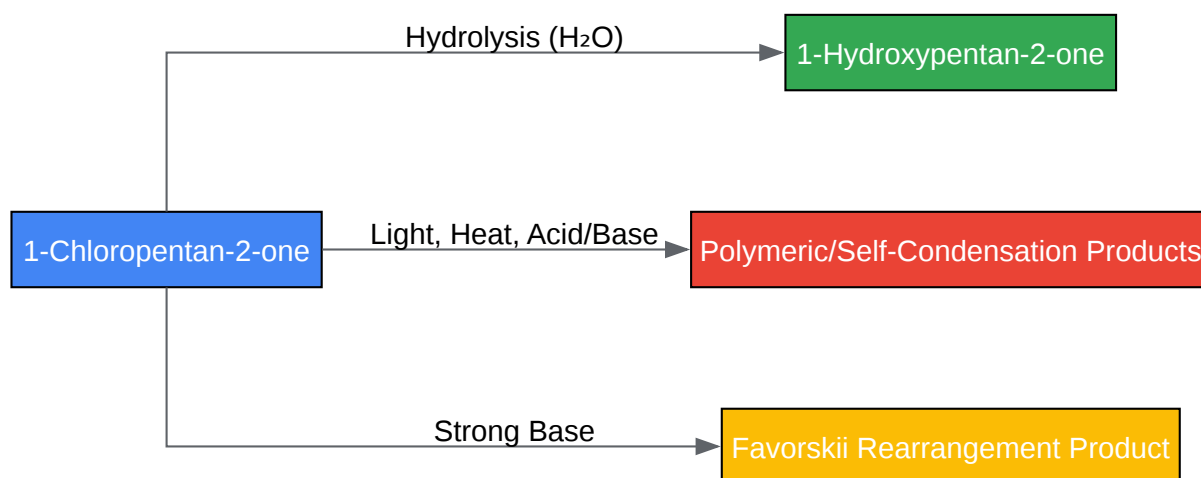 Hydrolysis (H₂O)
1-Hydroxypentan-2-one
1-Chloropentan-2-one
Light, Heat, Acid/Base
Polymeric/Self-Condensation Products
Strong Base
Favorskii Rearrangement Product